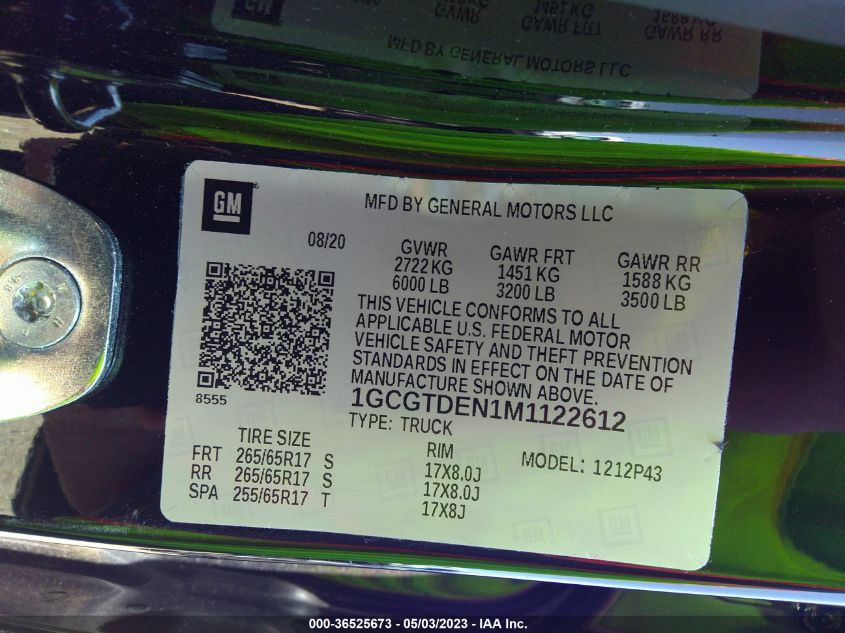 GM
MFD BY GENERAL MOTORS LLC
08/20
GVWR
2722 KG
6000 LB
GAWR FRT
1451 KG
3200 LB
GAWR RR
1588 KG
3500 LB
THIS VEHICLE CONFORMS TO ALL
APPLICABLE U.S. FEDERAL MOTOR
VEHICLE SAFETY AND THEFT PREVENTION
STANDARDS IN EFFECT ON THE DATE OF
MANUFACTURE SHOWN ABOVE.
8555
1GCGTDEN1M1122612
TYPE: TRUCK
MODEL: 1212P43
TIRE SIZE
RIM
FRT 265/65R17 S 17X8.0J
RR 265/65R17 S 17X8.0J
SPA 255/65R17 T 17X8J
000-36525673 - 05/03/2023 - IAA Inc.